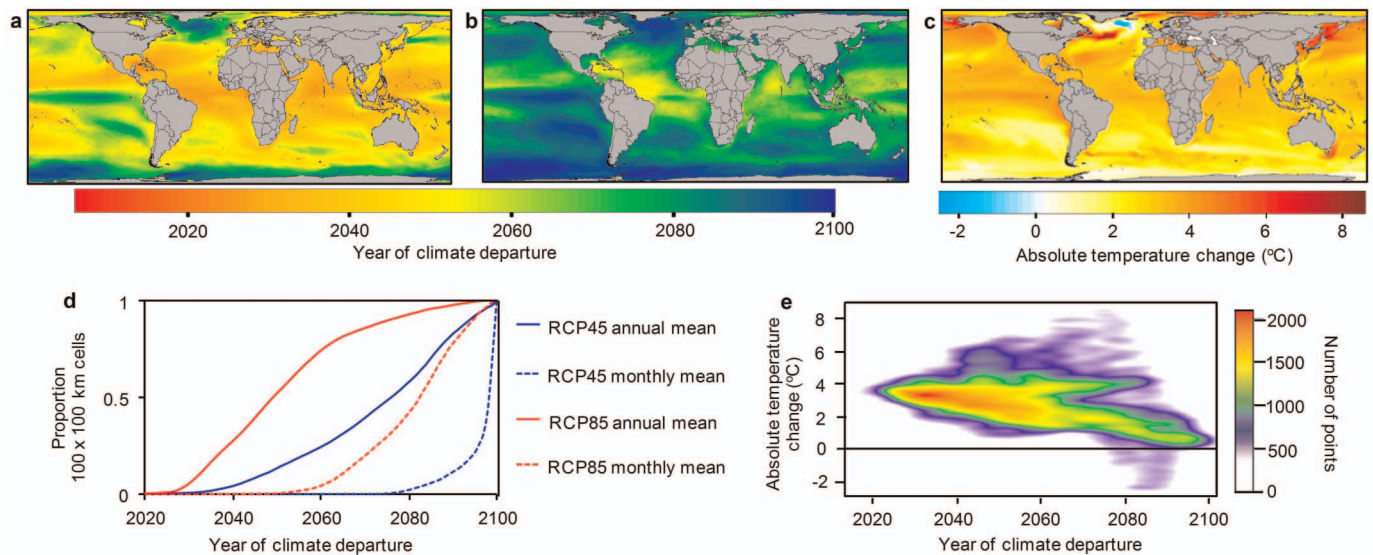 a
b
c
2020 2040 2060 2080 2100
Year of climate departure
-2 0 2 4 6 8
Absolute temperature change (ºC)
d
1
0.5
0
Proportion
100 x 100 km cells
2020 2040 2060 2080 2100
Year of climate departure
RCP45 annual mean
RCP45 monthly mean
RCP85 annual mean
RCP85 monthly mean
e
8
6
4
2
0
-2
Absolute temperature
change (ºC)
2020 2040 2060 2080 2100
Year of climate departure
2000
1500
1000
500
0
Number of points